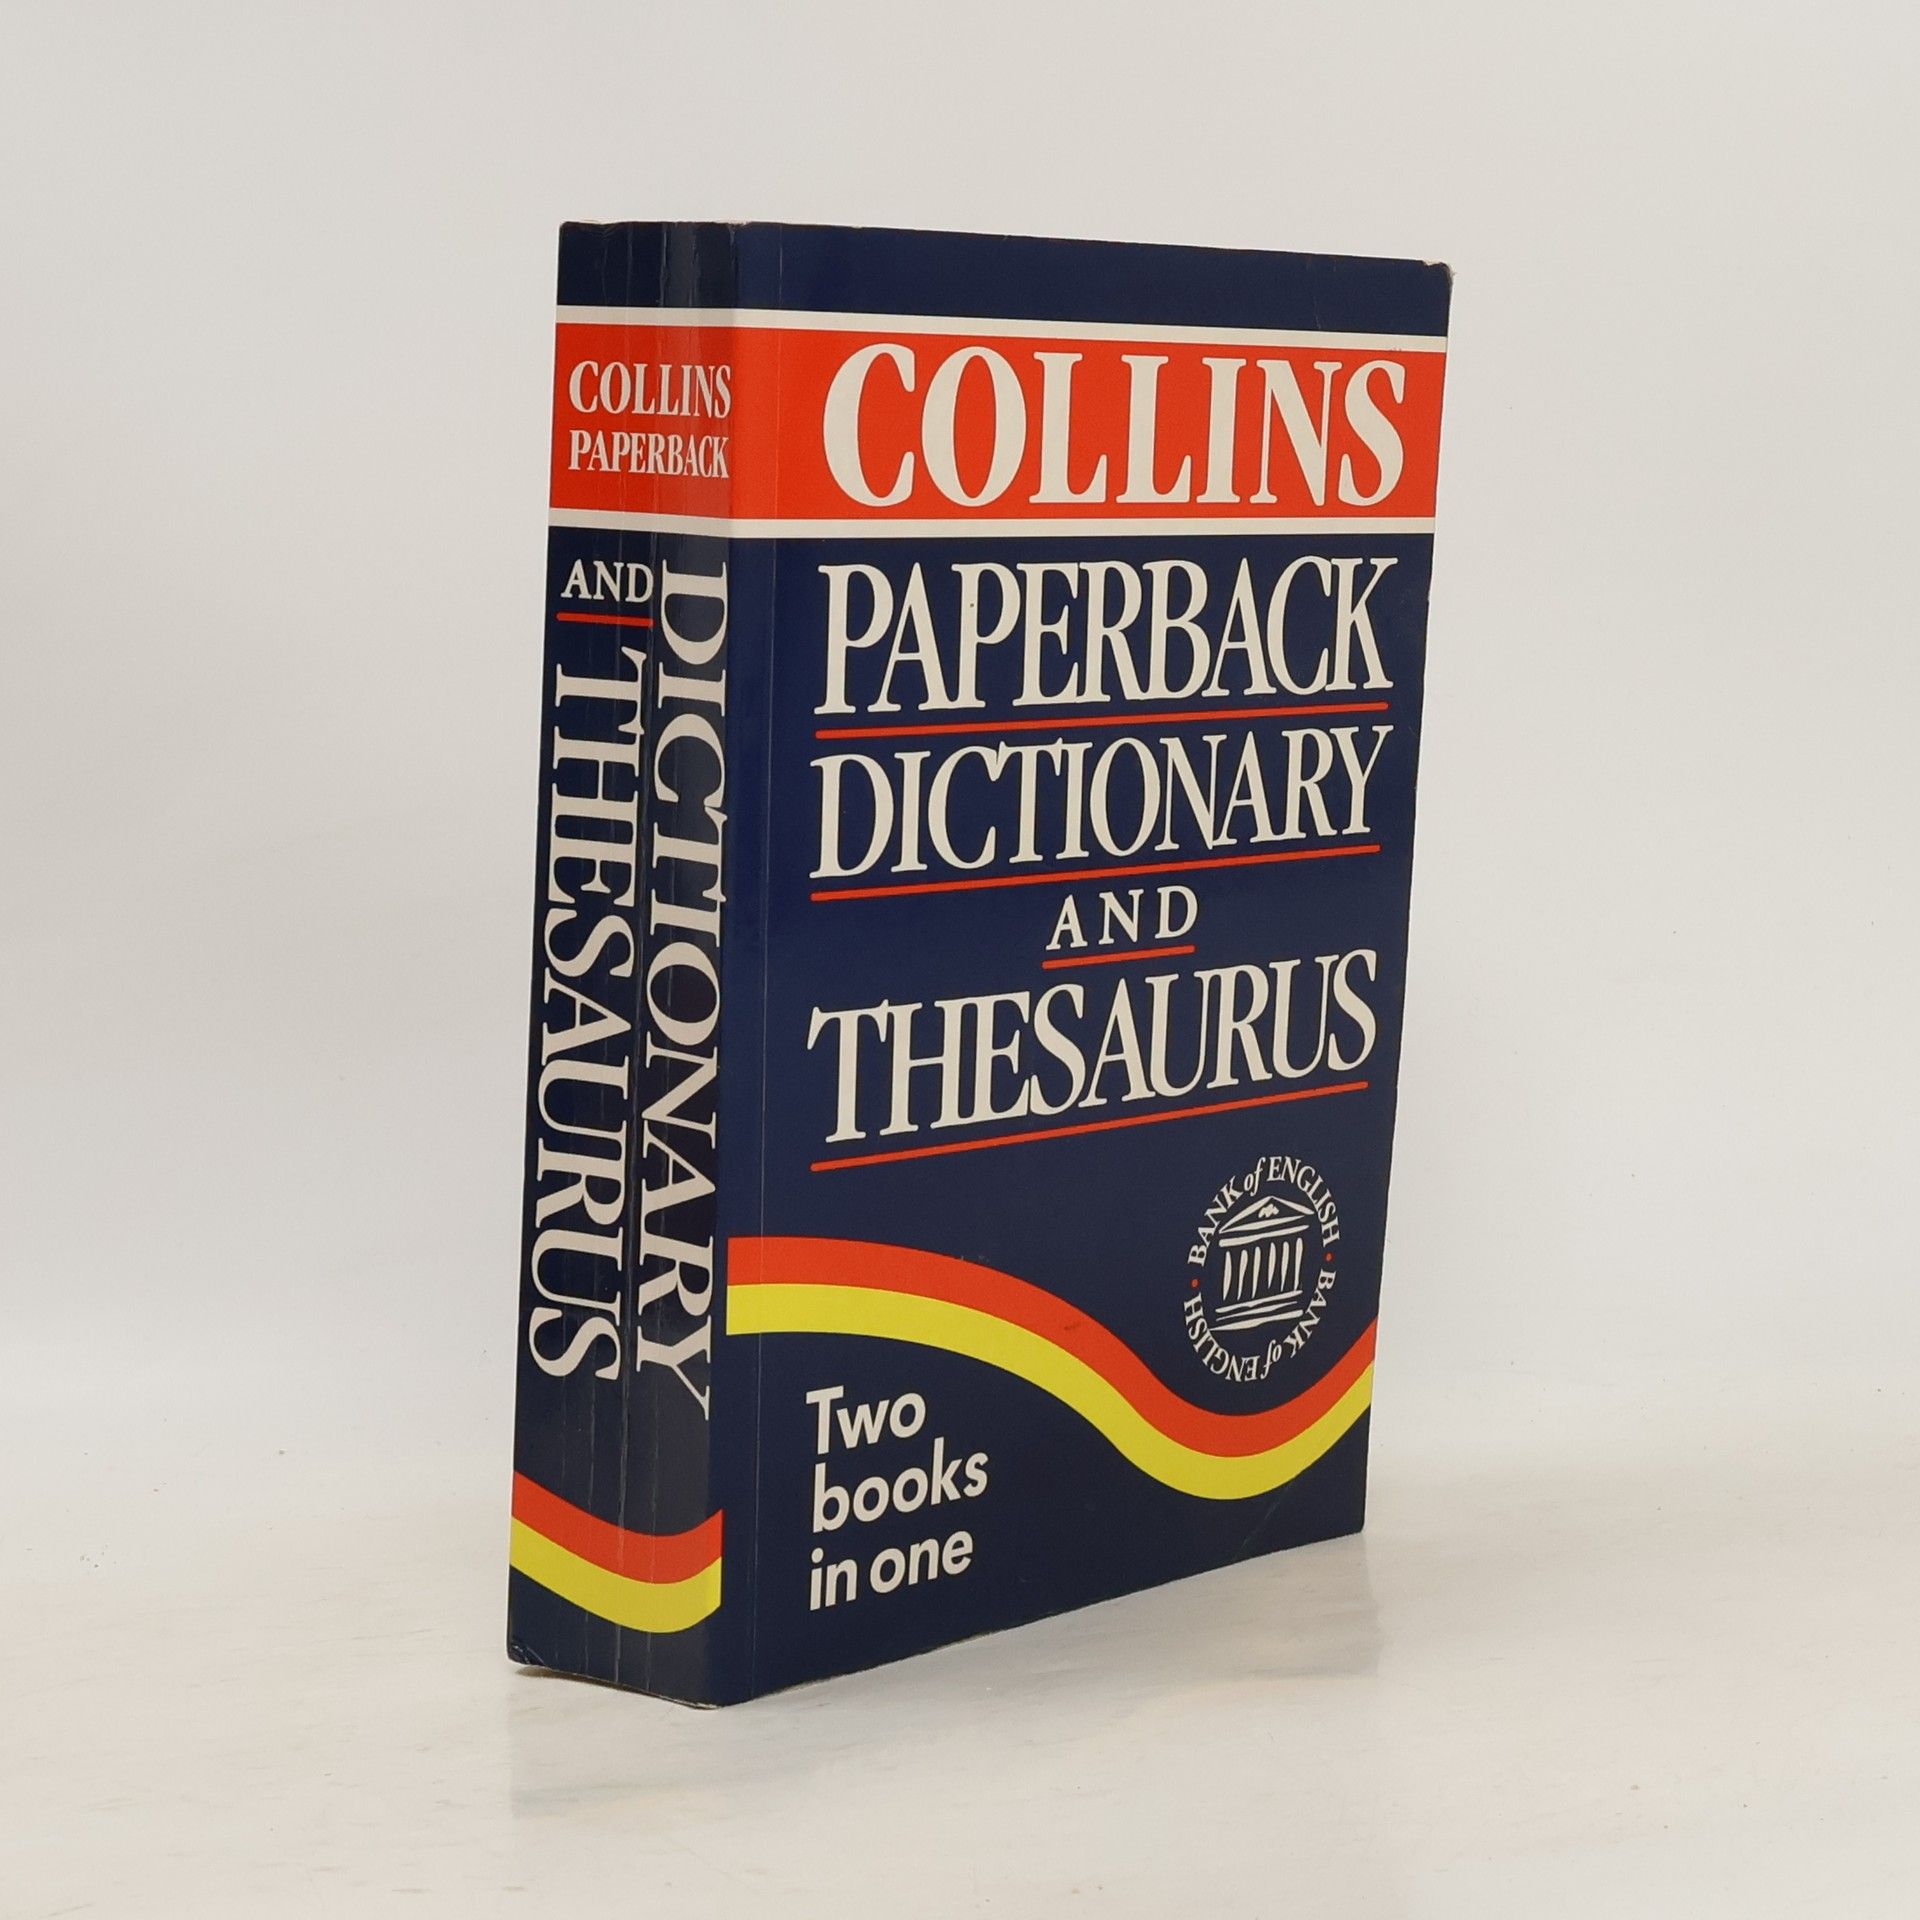 COLLINS
PAPERBACK
AND
THESAURUS
DICTIONARY
COLLINS
PAPERBACK
DICTIONARY
AND
THESAURUS
BANK of ENGLISH • BANK of ENGLISH •
Two
books
in one